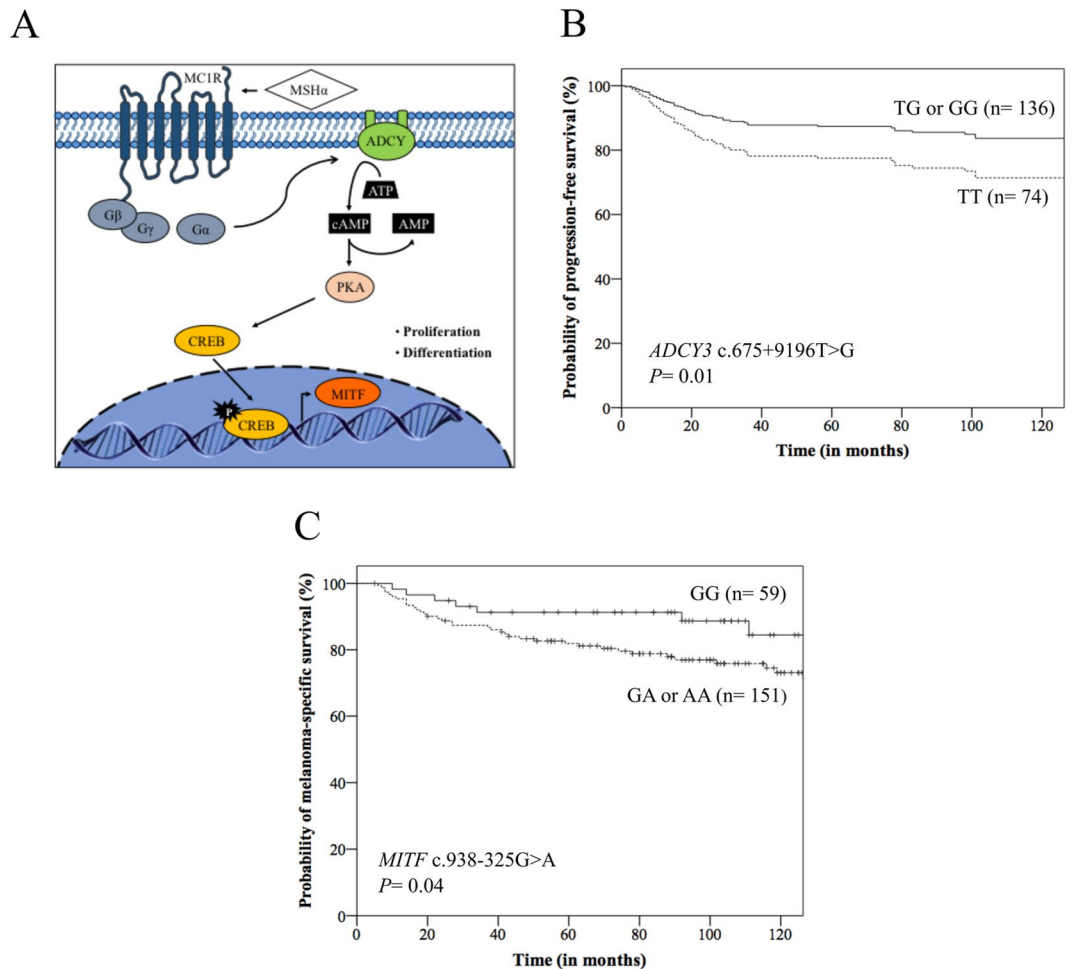 A
MC1R
MSHα
ADCY
ATP
cAMP
AMP
Gβ
Gγ
Gα
PKA
CREB
• Proliferation
• Differentiation
MITF
P
CREB
B
Probability of progression-free survival (%)
100
80
60
40
20
0
TG or GG (n= 136)
TT (n= 74)
ADCY3 c.675+9196T>G
P= 0.01
0 20 40 60 80 100 120
Time (in months)
C
Probability of melanoma-specific survival (%)
100
80
60
40
20
0
GG (n= 59)
GA or AA (n= 151)
MITF c.938-325G>A
P= 0.04
0 20 40 60 80 100 120
Time (in months)